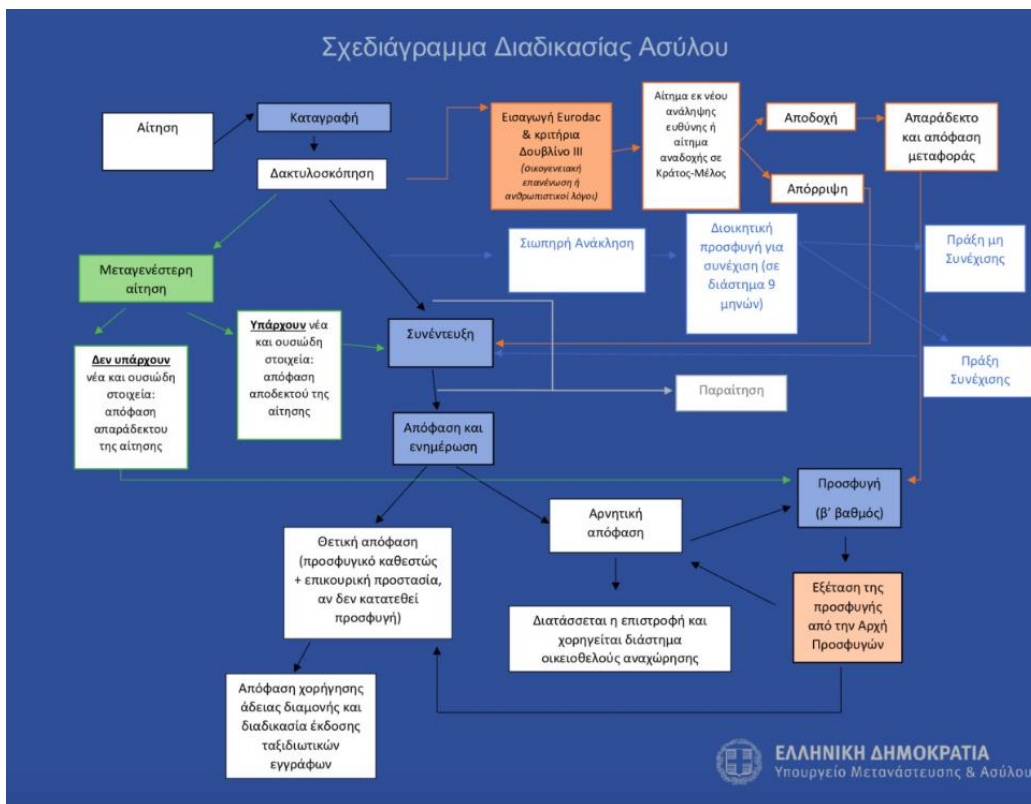 Σχεδιάγραμμα Διαδικασίας Ασύλου
Αίτηση
Καταγραφή
Δακτυλοσκόπηση
Εισαγωγή Eurodac
& κριτήρια
Δουβλίνο III
(Οικογενειακή
επανένωση ή
ανθρωπιστικοί λόγοι)
Αίτημα εκ νέου
ανάληψης
ευθύνης ή
αίτημα
αναδοχής σε
Κράτος-Μέλος
Αποδοχή
Απόρριψη
Απαράδεκτο
και απόφαση
μεταφοράς
Σιωπηρή Ανάκληση
Διοικητική
προσφυγή για
συνέχιση (σε
διάστημα 9
μηνών)
Πράξη μη
Συνέχισης
Πράξη
Συνέχισης
Μεταγενέστερη
αίτηση
Δεν υπάρχουν
νέα και ουσιώδη
στοιχεία:
απόφαση
απαράδεκτου
της αίτησης
Υπάρχουν νέα
και ουσιώδη
στοιχεία:
απόφαση
αποδεκτού της
αίτησης
Συνέντευξη
Παραίτηση
Απόφαση και
ενημέρωση
Προσφυγή
(β' βαθμός)
Θετική απόφαση
(προσφυγικό καθεστώς
+ επικουρική προστασία,
αν δεν κατατεθεί
προσφυγή)
Αρνητική
απόφαση
Διατάσσεται η επιστροφή και
χορηγείται διάστημα
οικειοθελούς αναχώρησης
Εξέταση της
προσφυγής
από την Αρχή
Προσφυγών
Απόφαση χορήγησης
άδειας διαμονής και
διαδικασία έκδοσης
ταξιδιωτικών
εγγράφων
ΕΛΛΗΝΙΚΗ ΔΗΜΟΚΡΑΤΙΑ
Υπουργείο Μετανάστευσης & Ασύλου